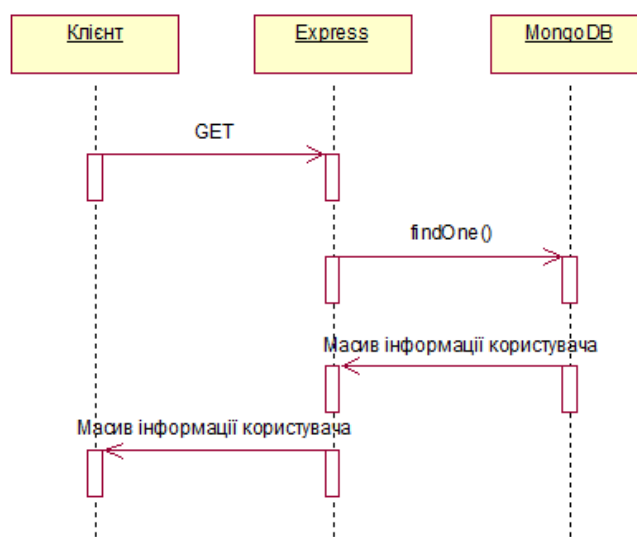 Клієнт
Express
MongoDB
GET
findOne()
Масив інформації користувача
Масив інформації користувача